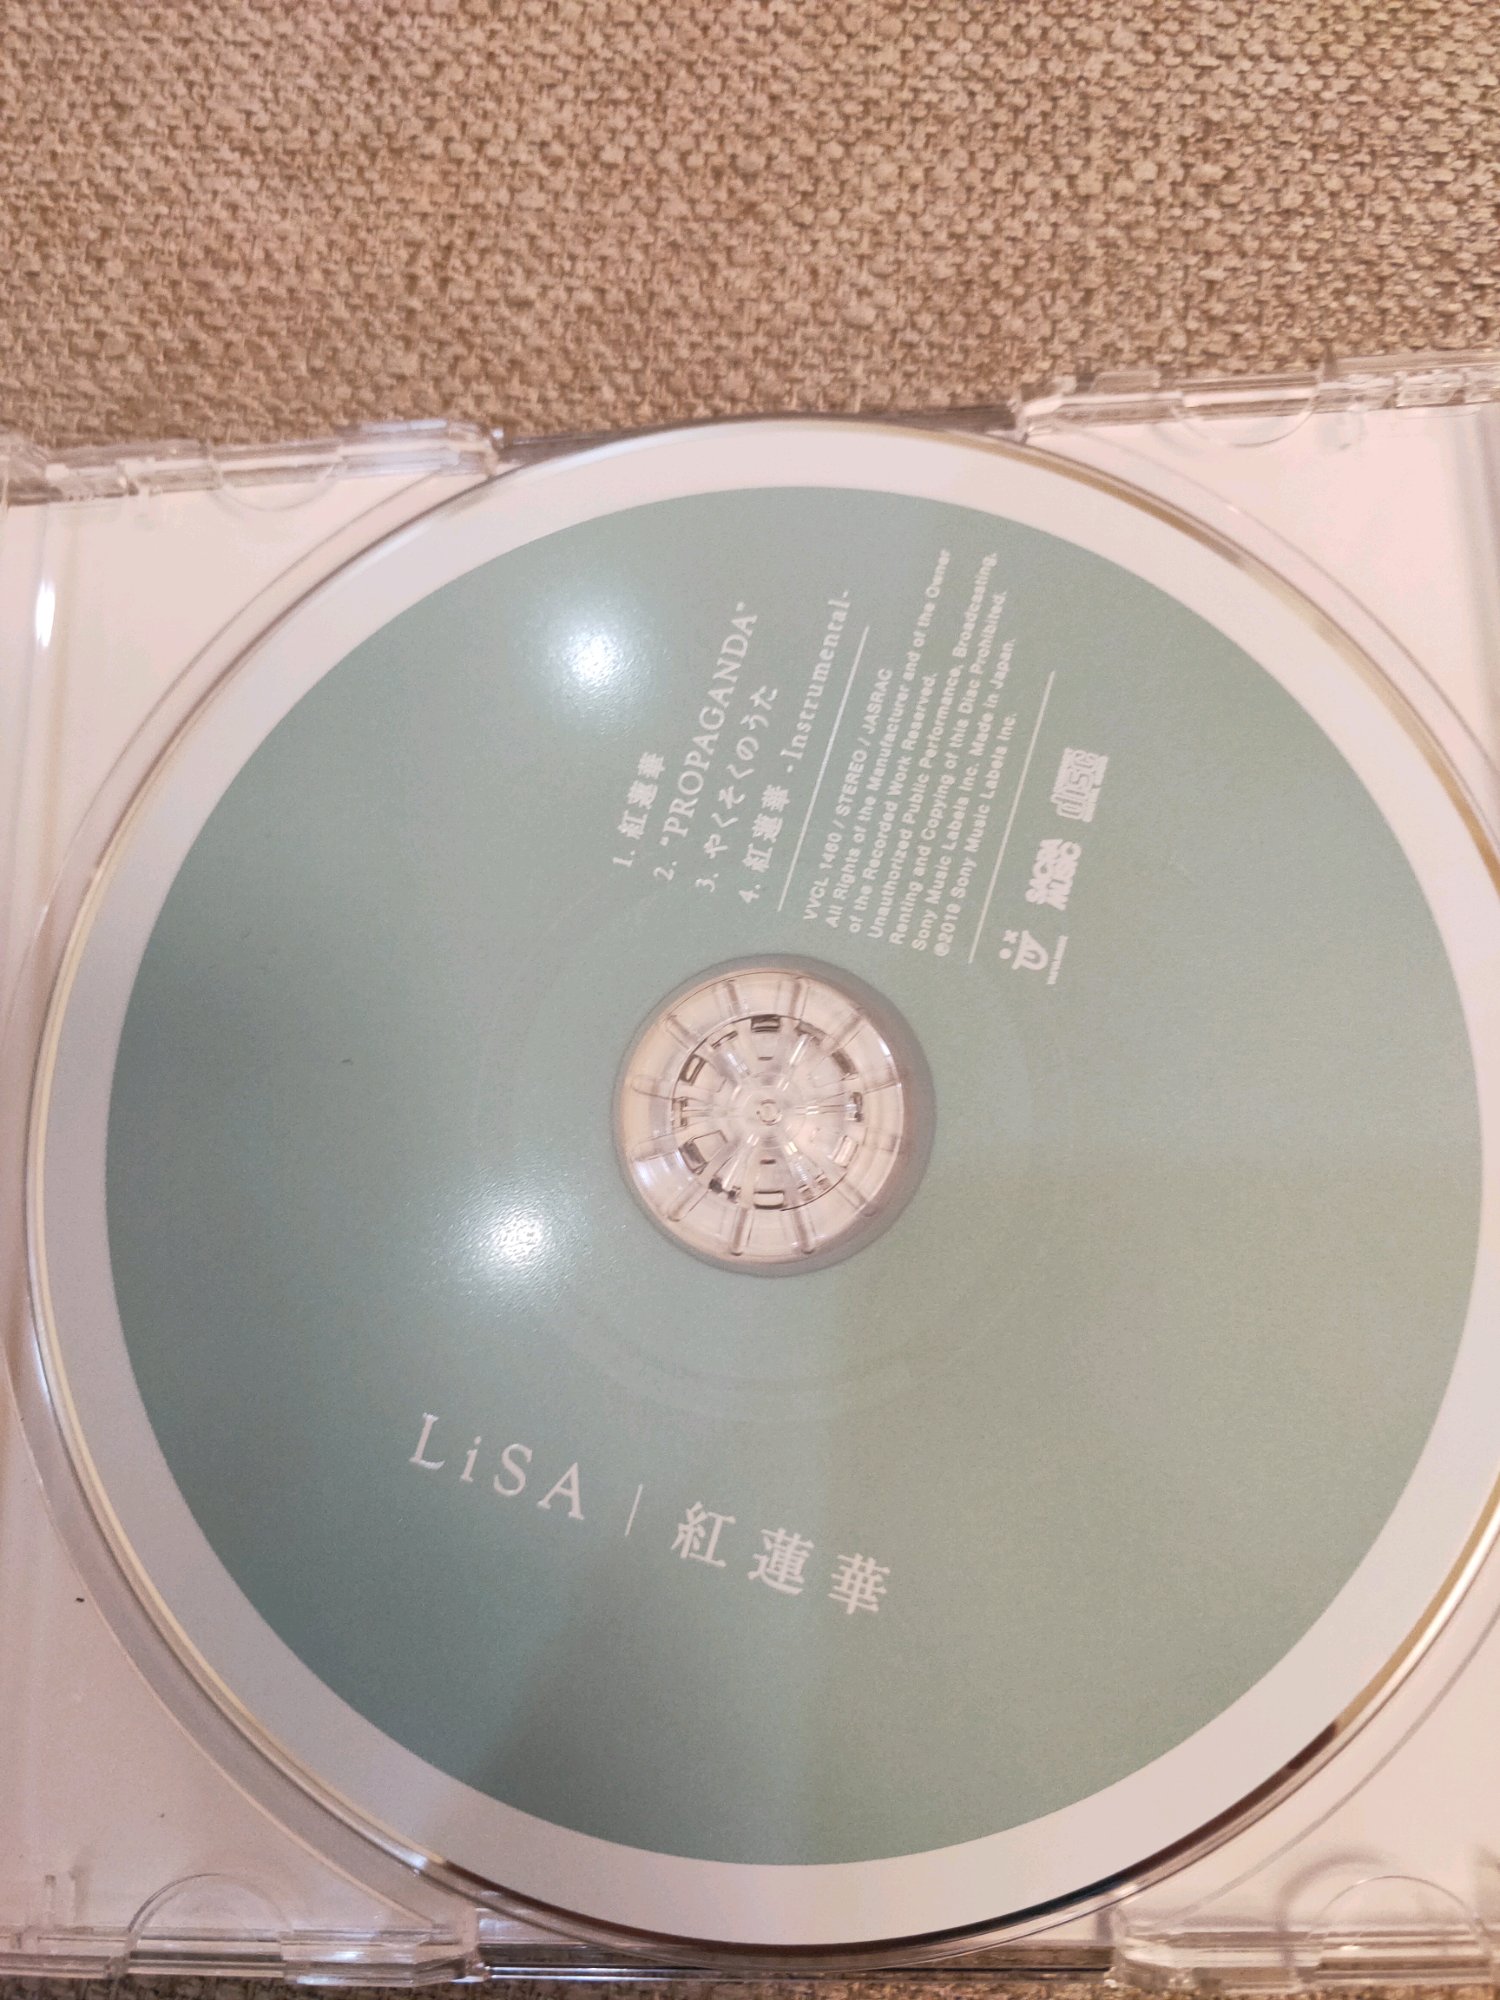 1. 紅蓮華
2. "PROPAGANDA"
3. やくそくのうた
4. 紅蓮華 -Instrumental-
VVCL 1460 / STEREO / JASRAC
All Rights of the Manufacturer and of the Owner
of the Recorded Work Reserved.
Unauthorized Public Performance, Broadcasting,
Renting and Copying of this Disc Prohibited.
Sony Music Labels Inc. Made in Japan.
℗2019 Sony Music Labels Inc.
SACRA
MUSIC
disc
LiSA | 紅蓮華